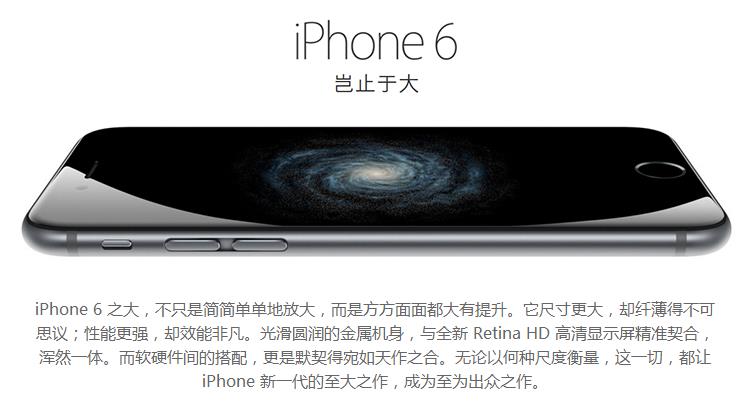 iPhone 6
岂止于大
iPhone 6 之大，不只是简简单单地放大，而是方方面面都大有提升。它尺寸更大，却纤薄得不可
思议；性能更强，却效能非凡。光滑圆润的金属机身，与全新 Retina HD 高清显示屏精准契合，
浑然一体。而软硬件间的搭配，更是默契得宛如天作之合。无论以何种尺度衡量，这一切，都让
iPhone 新一代的至大之作，成为至为出众之作。